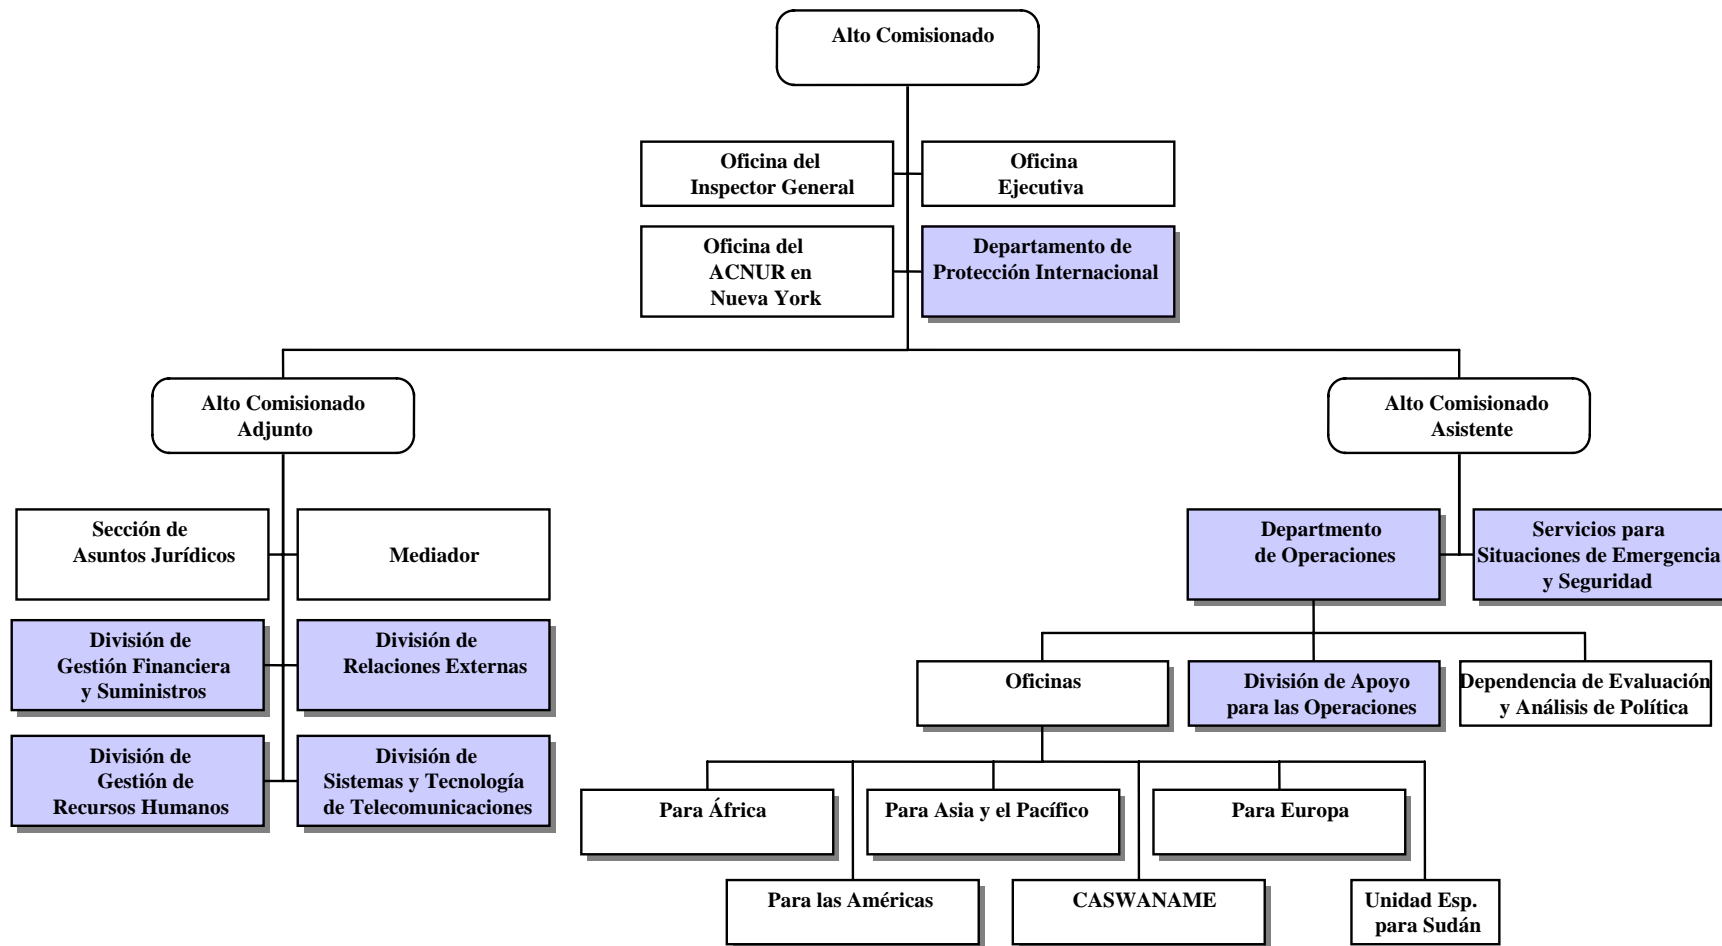 Alto Comisionado
Oficina del
Inspector General
Oficina
Ejecutiva
Oficina del
ACNUR en
Nueva York
Departamento de
Protección Internacional
Alto Comisionado
Adjunto
Alto Comisionado
Asistente
Sección de
Asuntos Jurídicos
Mediador
Departmento
de Operaciones
Servicios para
Situaciones de Emergencia
y Seguridad
División de
Gestión Financiera
y Suministros
División de
Relaciones Externas
Oficinas
División de Apoyo
para las Operaciones
Dependencia de Evaluación
y Análisis de Política
División de
Gestión de
Recursos Humanos
División de
Sistemas y Tecnología
de Telecomunicaciones
Para África
Para Asia y el Pacífico
Para Europa
Para las Américas
CASWANAME
Unidad Esp.
para Sudán